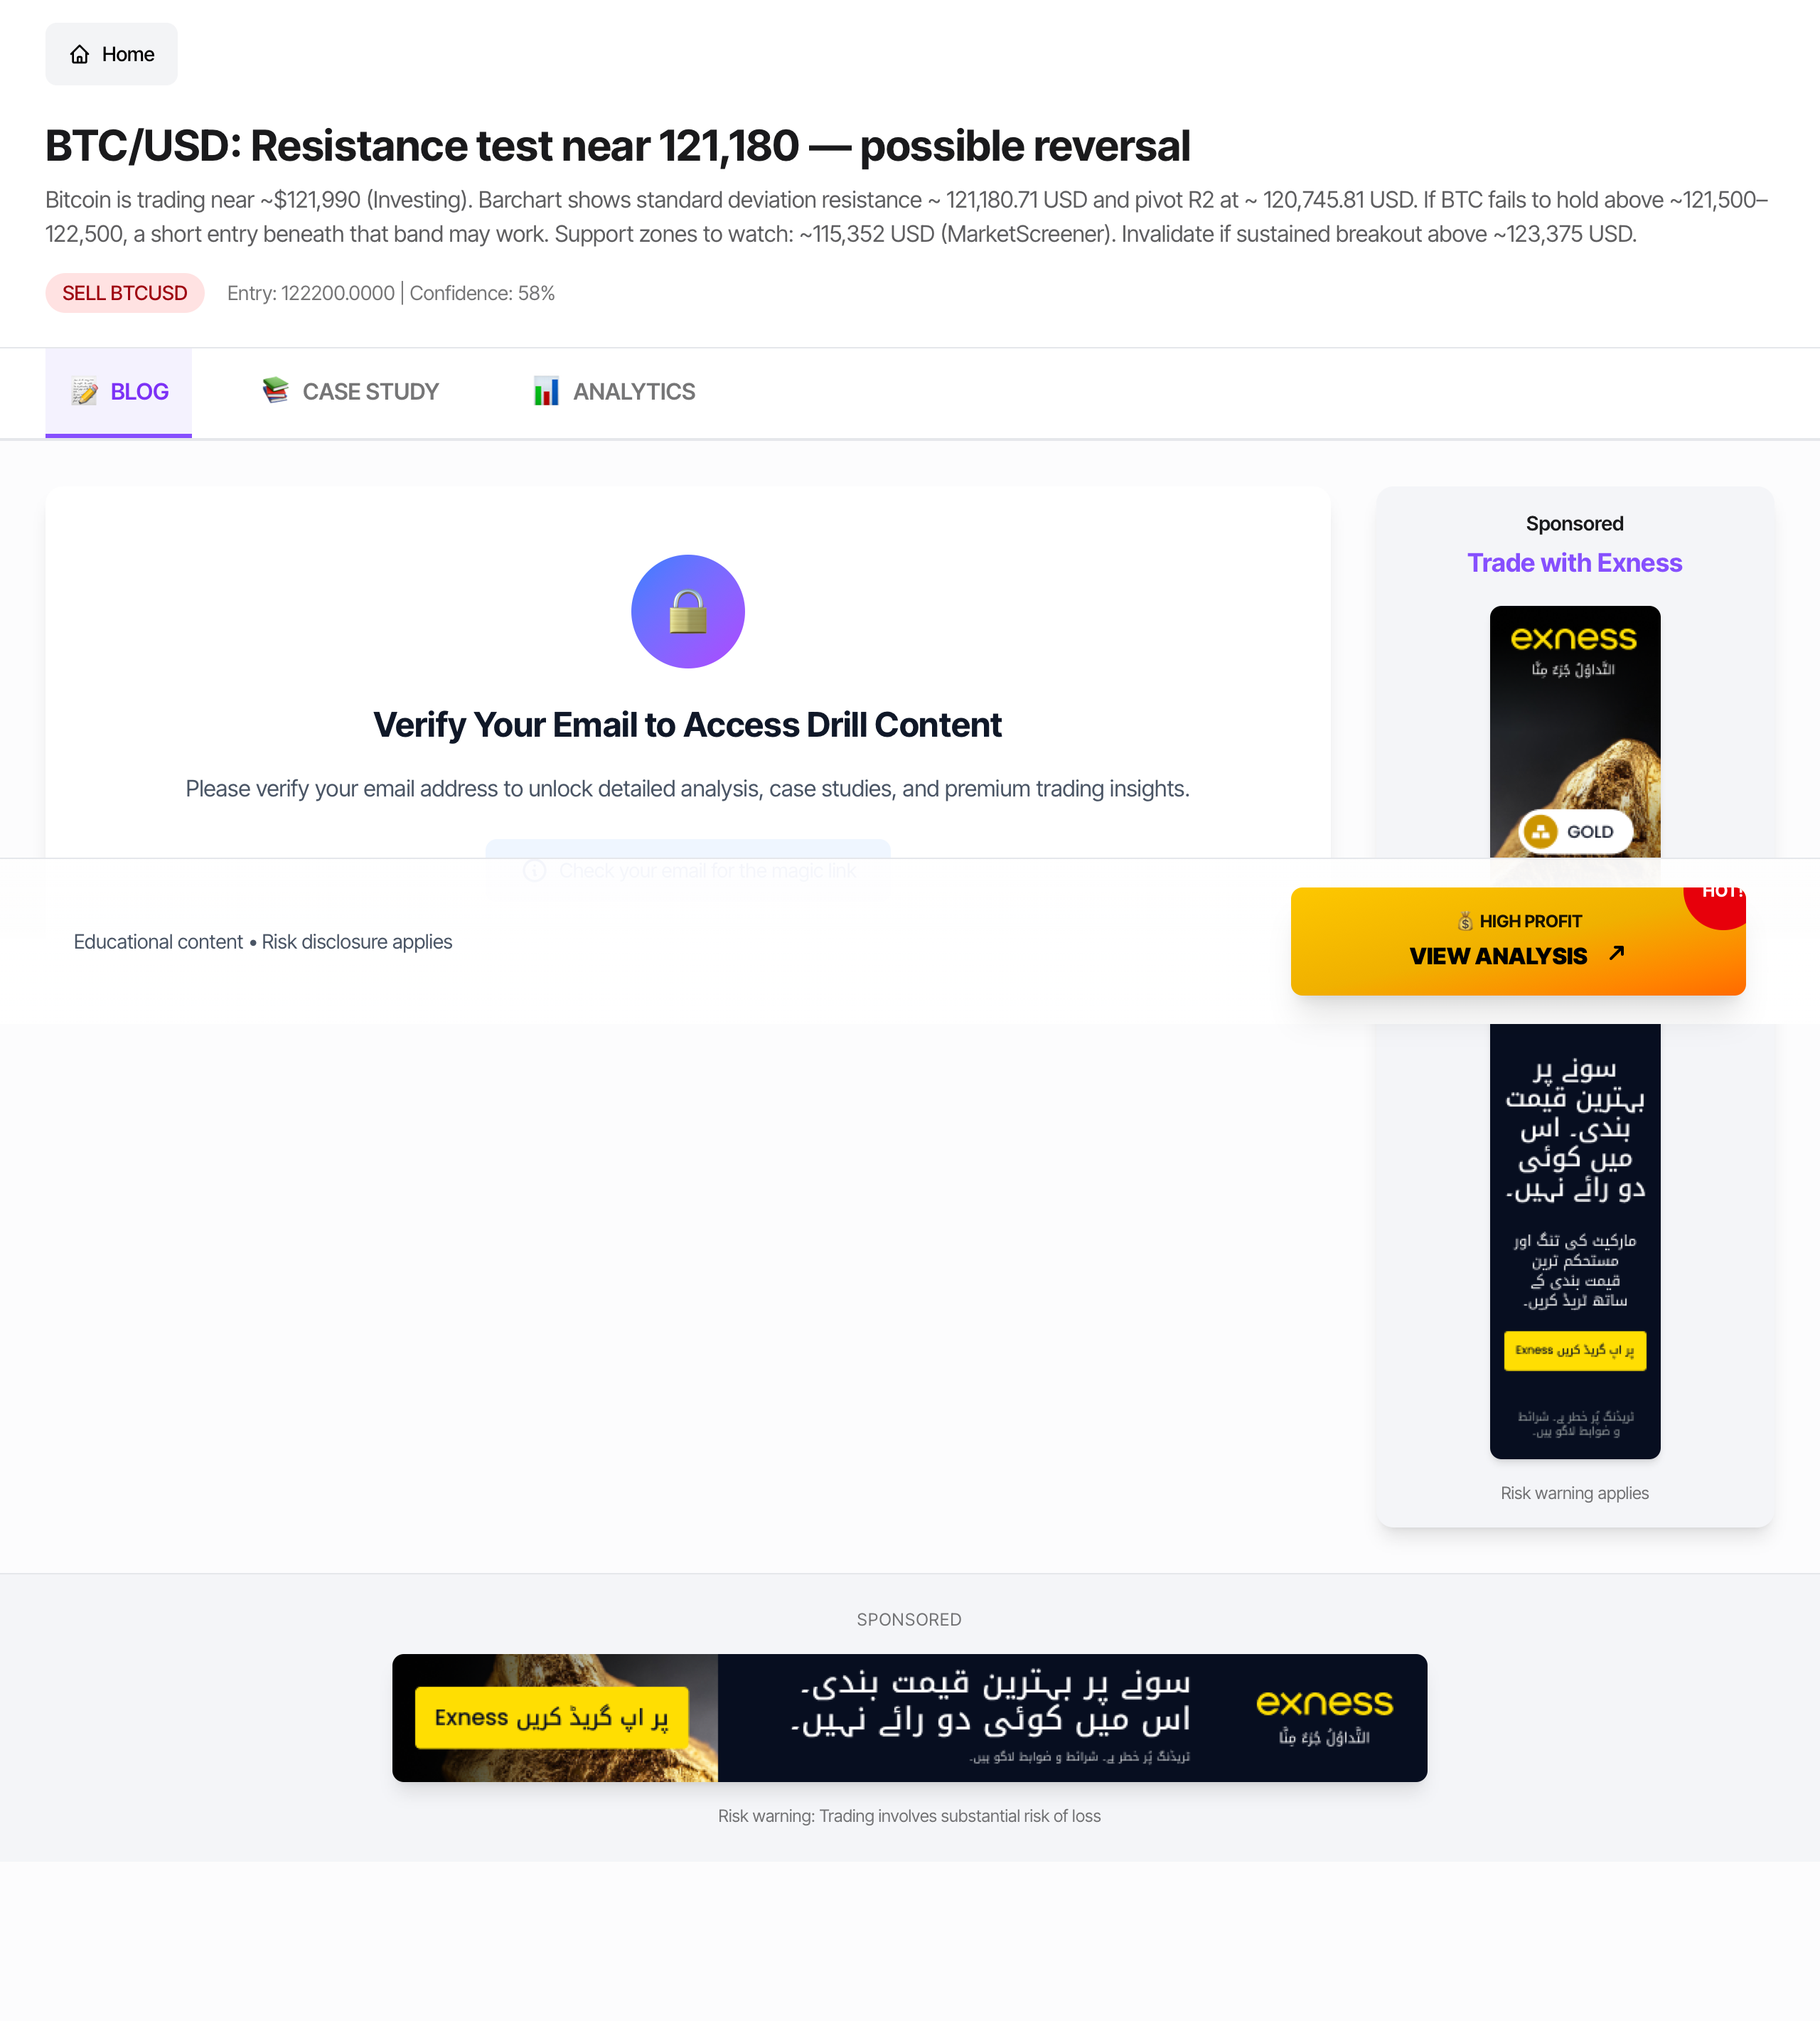 Home
BTC/USD: Resistance test near 121,180 — possible reversal
Bitcoin is trading near ~$121,990 (Investing). Barchart shows standard deviation resistance ~ 121,180.71 USD and pivot R2 at ~ 120,745.81 USD. If BTC fails to hold above ~121,500–
122,500, a short entry beneath that band may work. Support zones to watch: ~115,352 USD (MarketScreener). Invalidate if sustained breakout above ~123,375 USD.
SELL BTCUSD Entry: 122200.0000 | Confidence: 58%
BLOG CASE STUDY ANALYTICS
Verify Your Email to Access Drill Content
Please verify your email address to unlock detailed analysis, case studies, and premium trading insights.
Check your email for the magic link
Sponsored
Trade with Exness
exness
التَّداوُلُ جُزءٌ مِنَّا
GOLD
Educational content • Risk disclosure applies
HOT!
HIGH PROFIT
VIEW ANALYSIS
سونے پر
بہترین قیمت
بندی۔ اس
میں کوئی
دو رائے نہیں۔
مارکیٹ کی تنگ اور
مستحکم ترین
قیمت بندی کے
ساتھ ٹریڈ کریں۔
Exness پر اپ گریڈ کریں
ٹریڈنگ پُر خطر ہے۔ شرائط
و ضوابط لاگو ہیں۔
Risk warning applies
SPONSORED
Exness پر اپ گریڈ کریں
سونے پر بہترین قیمت بندی۔
اس میں کوئی دو رائے نہیں۔
ٹریڈنگ پُر خطر ہے۔ شرائط و ضوابط لاگو ہیں۔
exness
التَّداوُلُ جُزءٌ مِنَّا
Risk warning: Trading involves substantial risk of loss